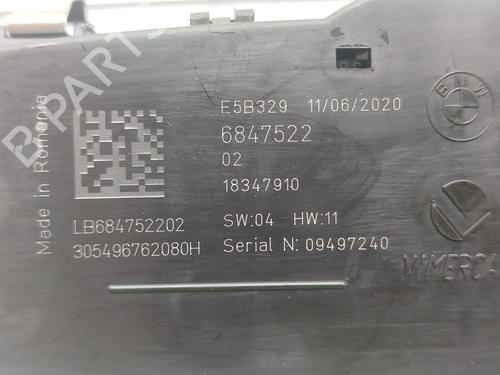 B-PARTS
Made in Romania
E5B329 11/06/2020
6847522
02
18347910
LB684752202
305496762080H
SW:04 HW:11
Serial N: 09497240
BMW
VYMERCA